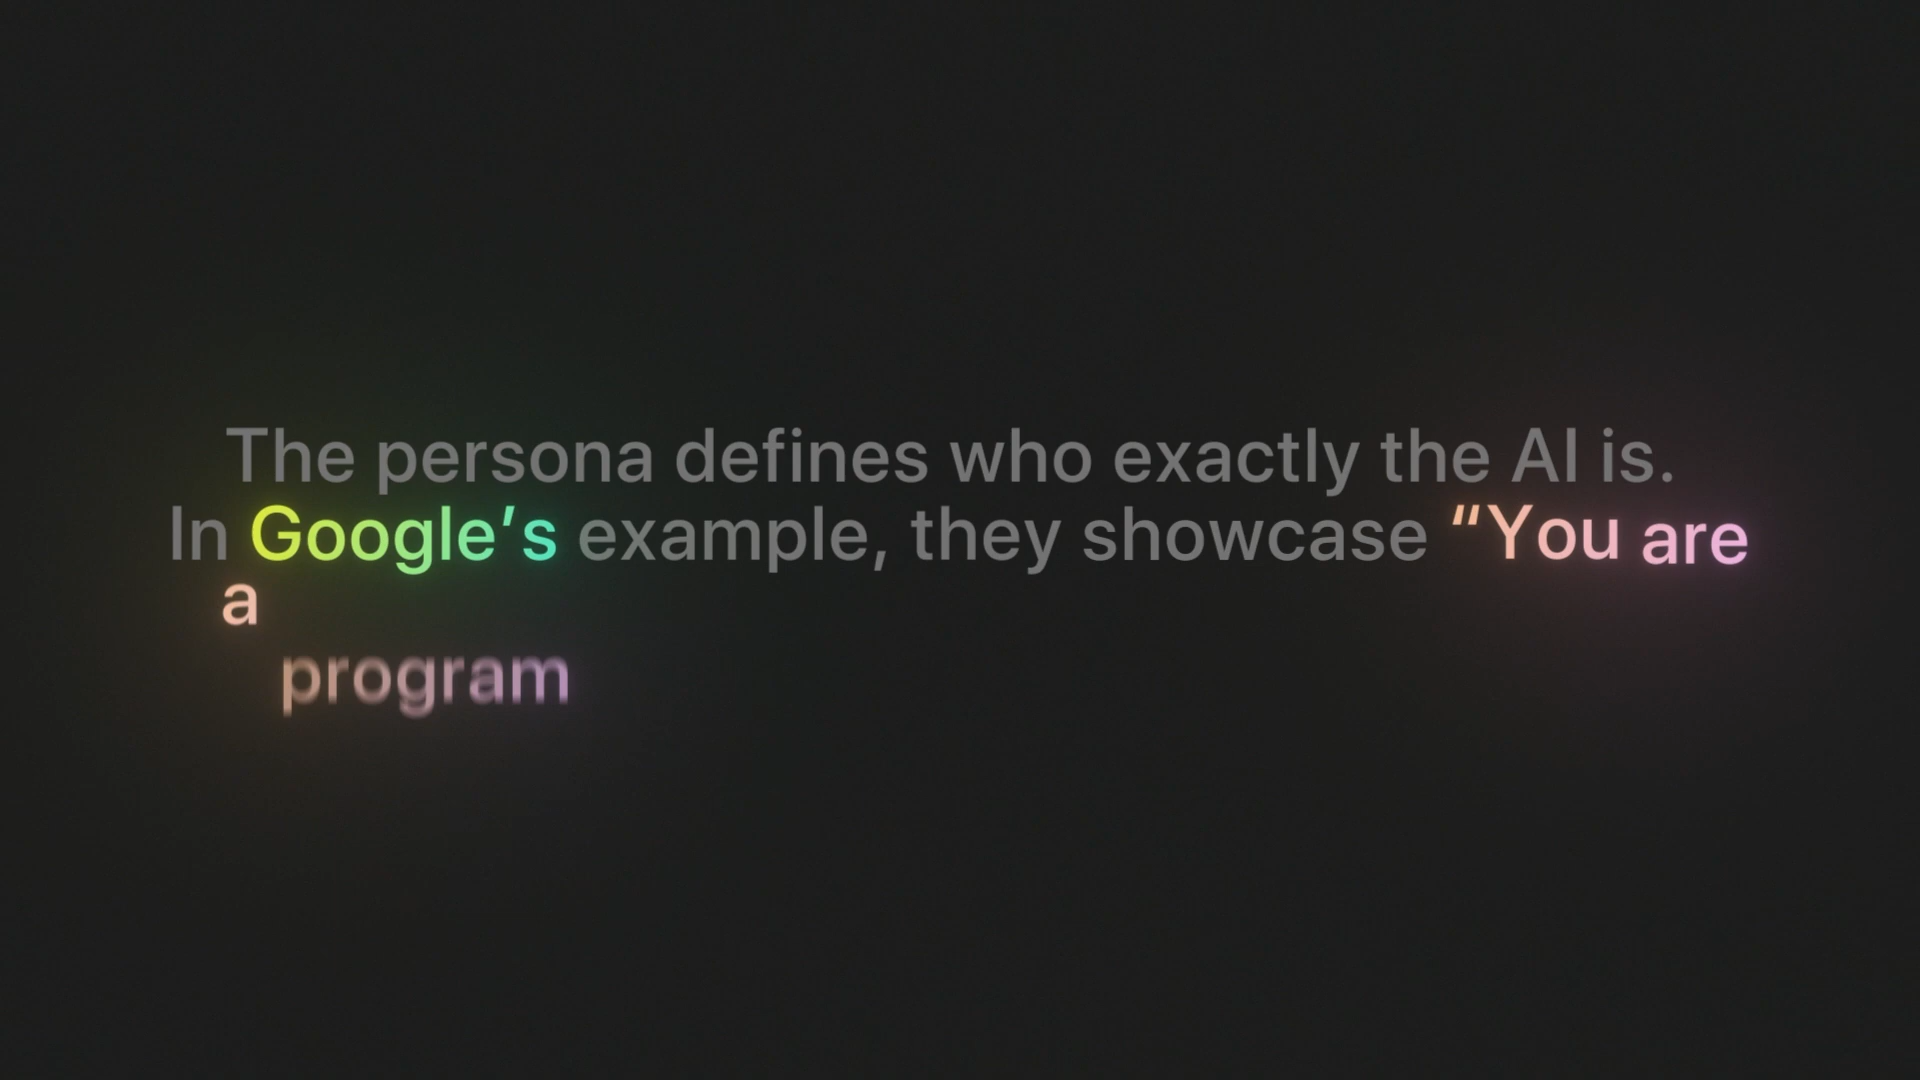 The persona defines who exactly the AI is.
In Google’s example, they showcase “You are
a
program